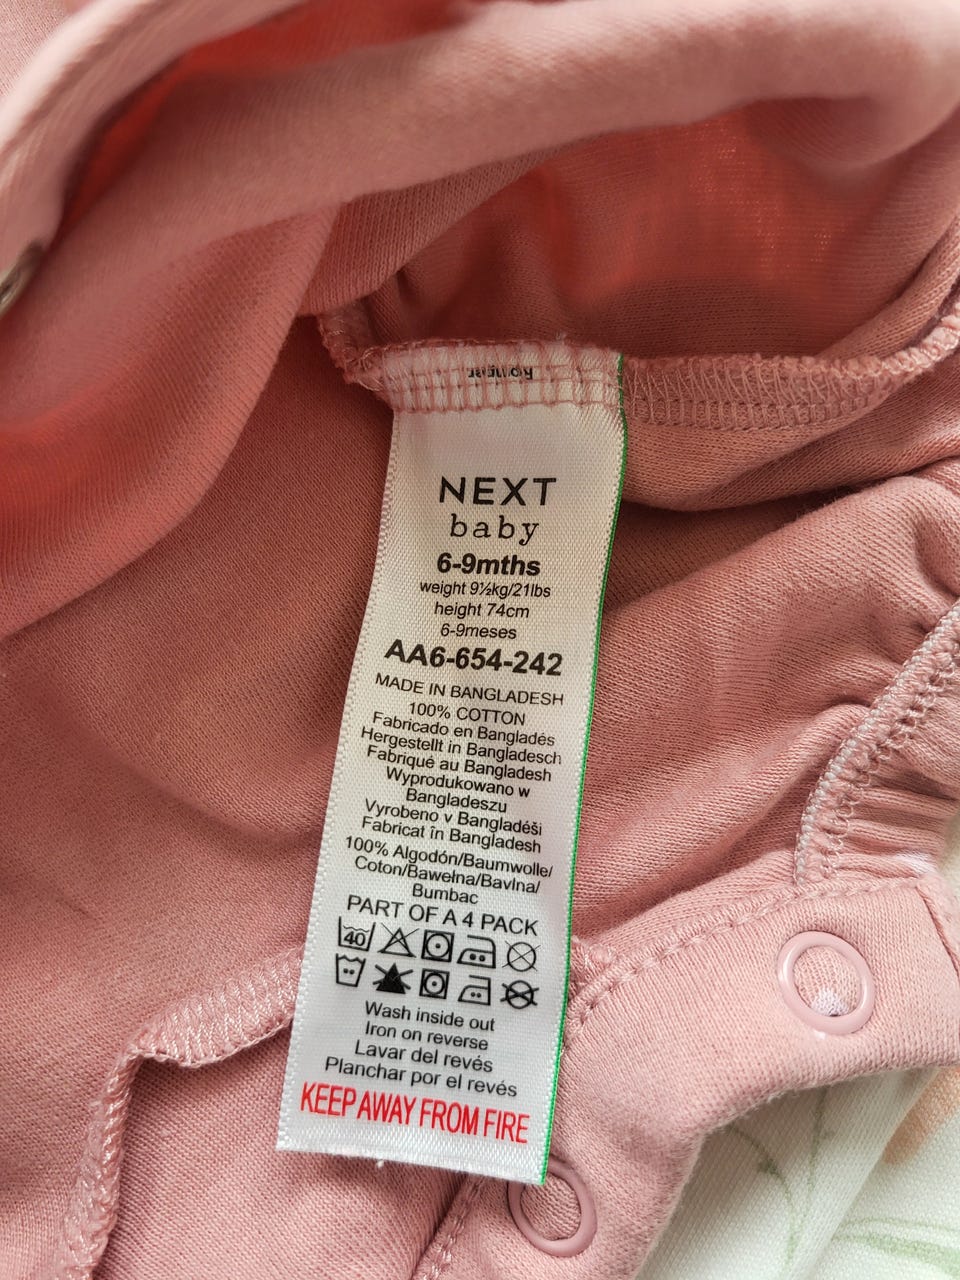 NEXT
baby
6-9mths
weight 9½kg/21lbs
height 74cm
6-9meses
AA6-654-242
MADE IN BANGLADESH
100% COTTON
Fabricado en Bangladés
Hergestellt in Bangladesch
Fabriqué au Bangladesh
Wyprodukowano w
Bangladeszu
Vyrobeno v Bangladéši
Fabricat în Bangladesh
100% Algodón/Baumwolle/
Coton/Bawełna/Bavlna/
Bumbac
PART OF A 4 PACK
40
Wash inside out
Iron on reverse
Lavar del revés
Planchar por el revés
KEEP AWAY FROM FIRE